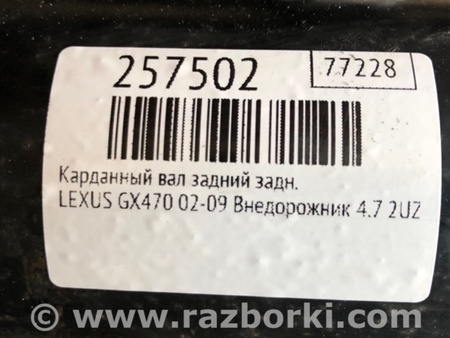 257502
77228
Карданный вал задний задн.
LEXUS GX470 02-09 Внедорожник 4.7 2UZ
© www.razborki.com